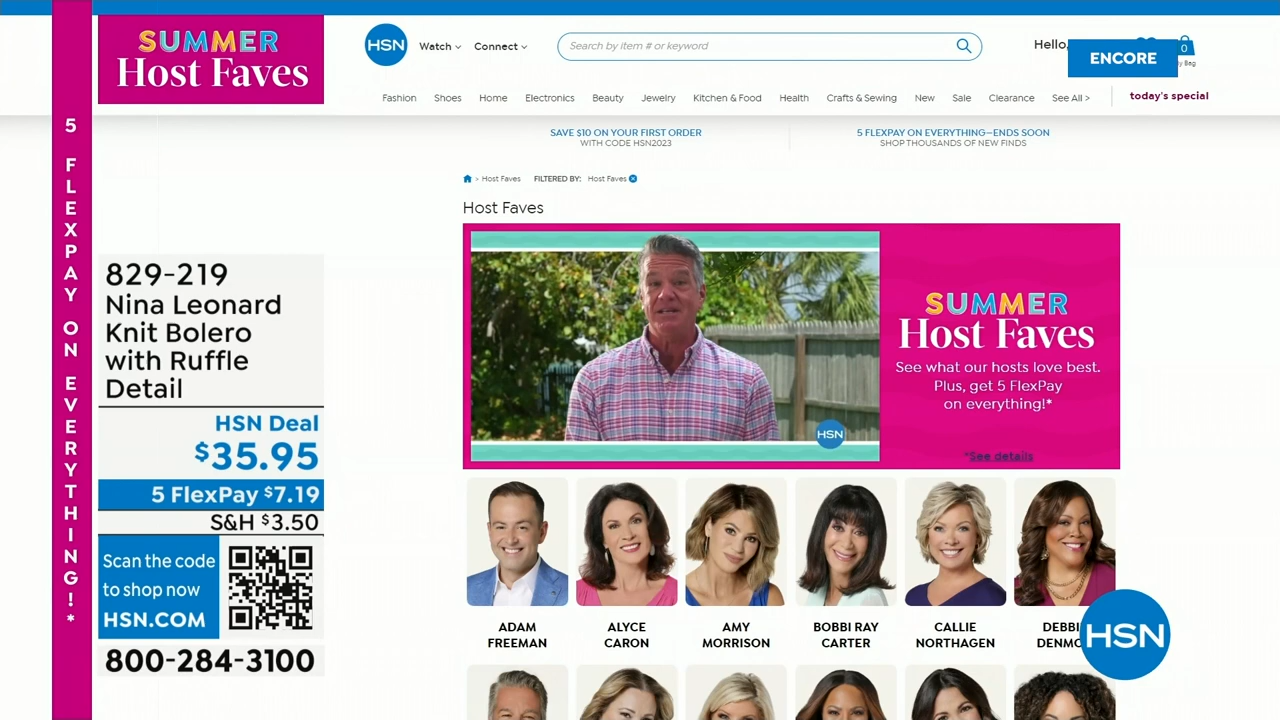 SUMMER
Host Faves
5 FLEXPAY ON EVERYTHING!*
829-219
Nina Leonard
Knit Bolero
with Ruffle
Detail
HSN Deal
$35.95
5 FlexPay $7.19
S&H $3.50
Scan the code
to shop now
HSN.COM
800-284-3100
HSN
Watch
Connect
Search by item # or keyword
Hello,
ENCORE
0
Bag
Fashion Shoes Home Electronics Beauty Jewelry Kitchen & Food Health Crafts & Sewing New Sale Clearance See All >
today's special
SAVE $10 ON YOUR FIRST ORDER
WITH CODE HSN2023
5 FLEXPAY ON EVERYTHING—ENDS SOON
SHOP THOUSANDS OF NEW FINDS
> Host Faves FILTERED BY: Host Faves
Host Faves
HSN
SUMMER
Host Faves
See what our hosts love best.
Plus, get 5 FlexPay
on everything!*
*See details
ADAM
FREEMAN
ALYCE
CARON
AMY
MORRISON
BOBBI RAY
CARTER
CALLIE
NORTHAGEN
HSN